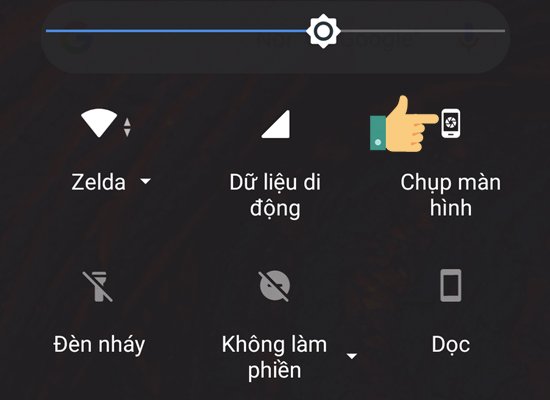 Zelda
Dữ liệu di
động
Chụp màn
hình
Đèn nháy
Không làm
phiền
Dọc